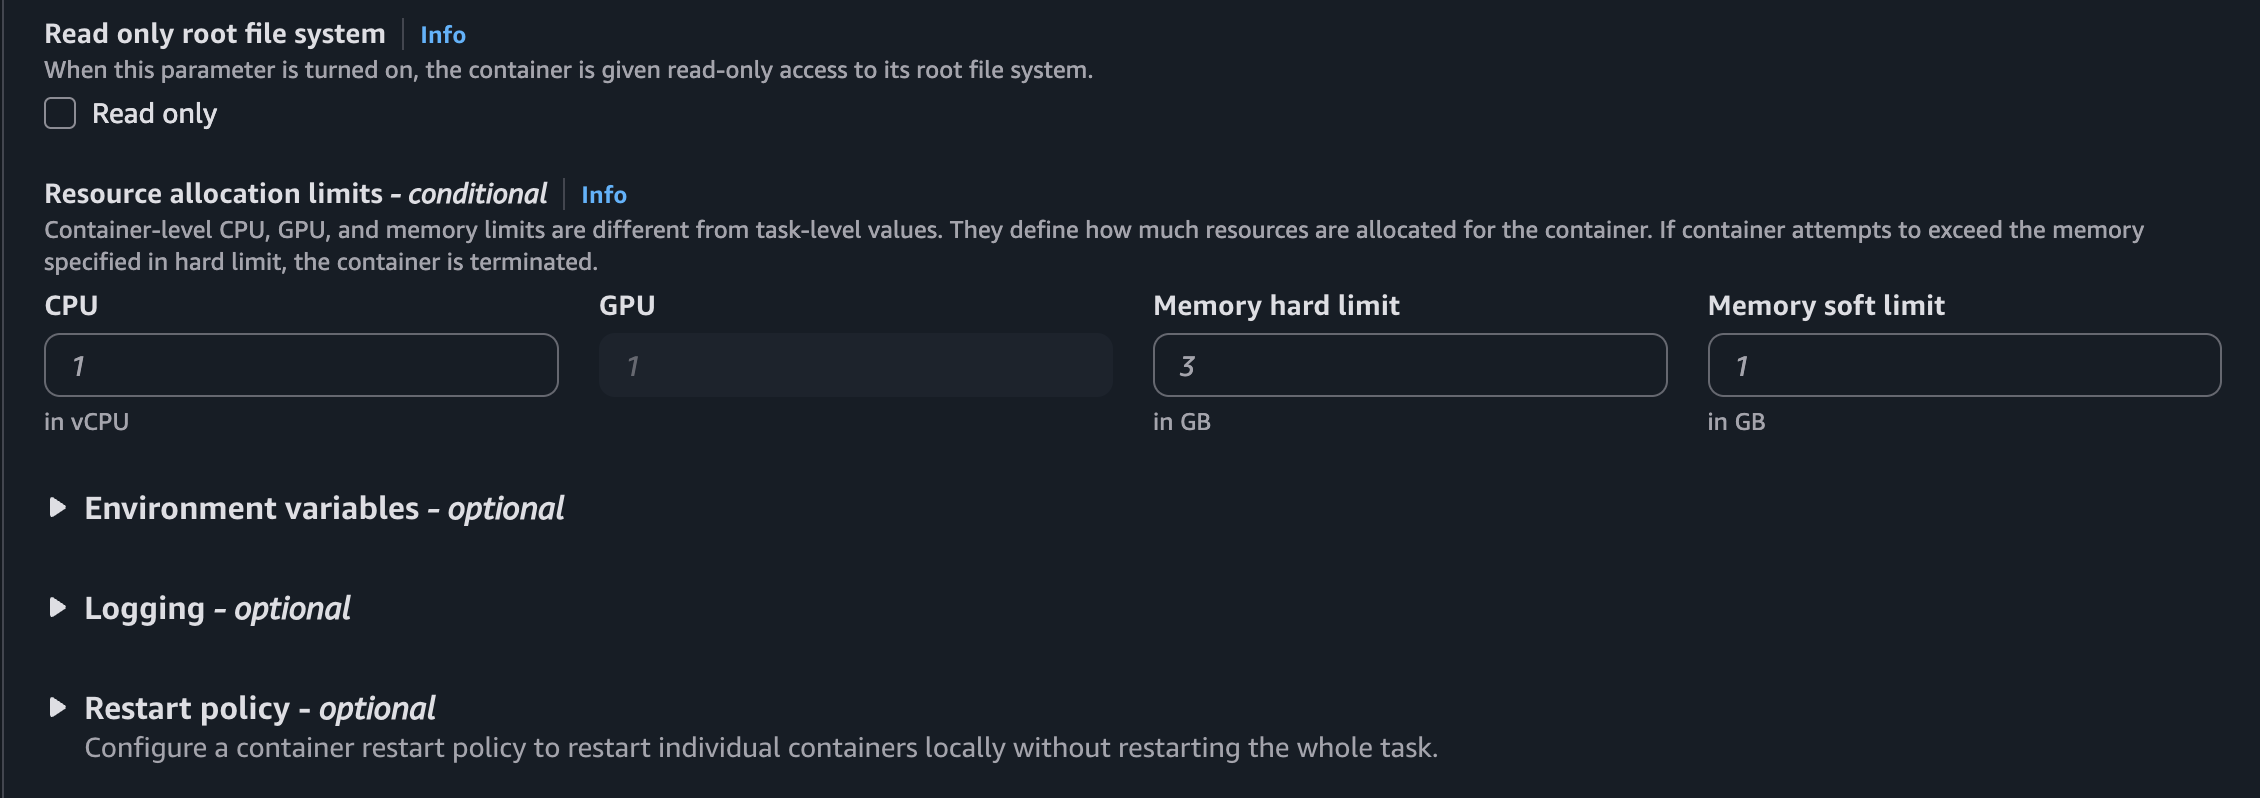 Read only root file system
Info
When this parameter is turned on, the container is given read-only access to its root file system.
Read only
Resource allocation limits - conditional
Info
Container-level CPU, GPU, and memory limits are different from task-level values. They define how much resources are allocated for the container. If container attempts to exceed the memory
specified in hard limit, the container is terminated.
CPU
GPU
Memory hard limit
Memory soft limit
1
1
3
1
in vCPU
in GB
in GB
Environment variables - optional
Logging - optional
Restart policy - optional
Configure a container restart policy to restart individual containers locally without restarting the whole task.